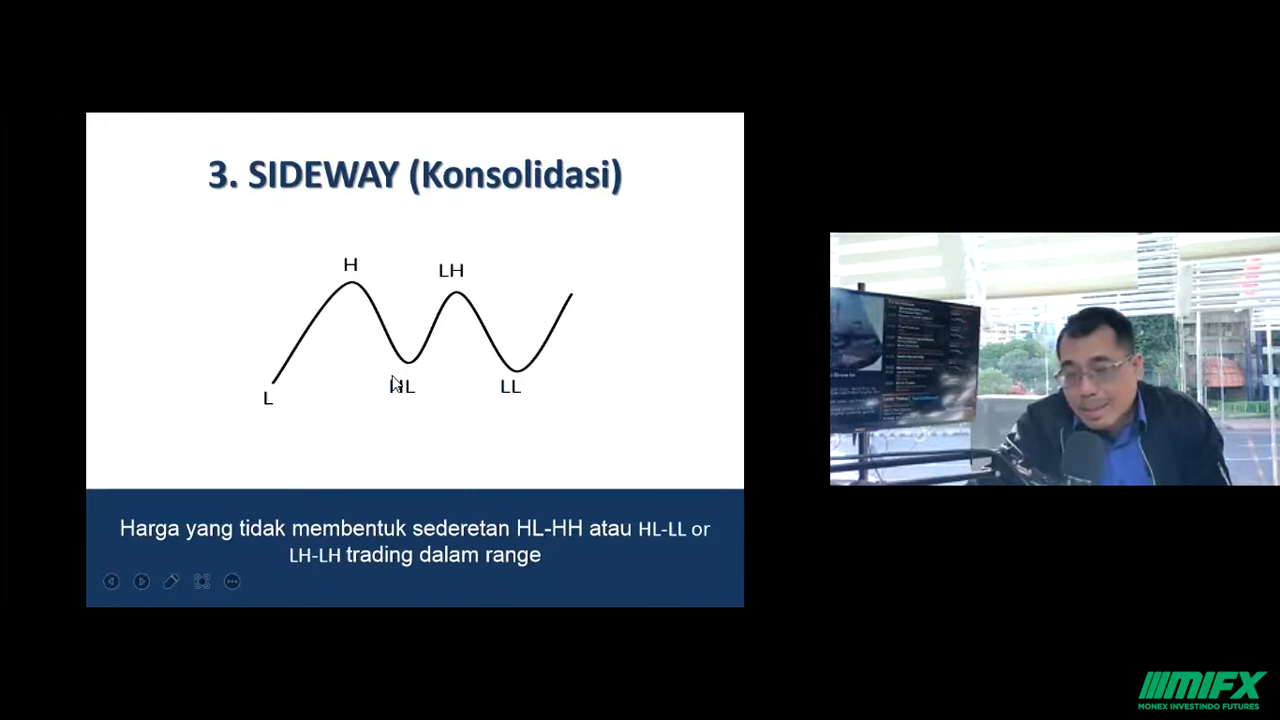 3. SIDEWAY (Konsolidasi)
H
LH
L
HL
LL
Harga yang tidak membentuk sederetan HL-HH atau HL-LL or
LH-LH trading dalam range
MIFX
MONEX INVESTINDO FUTURES